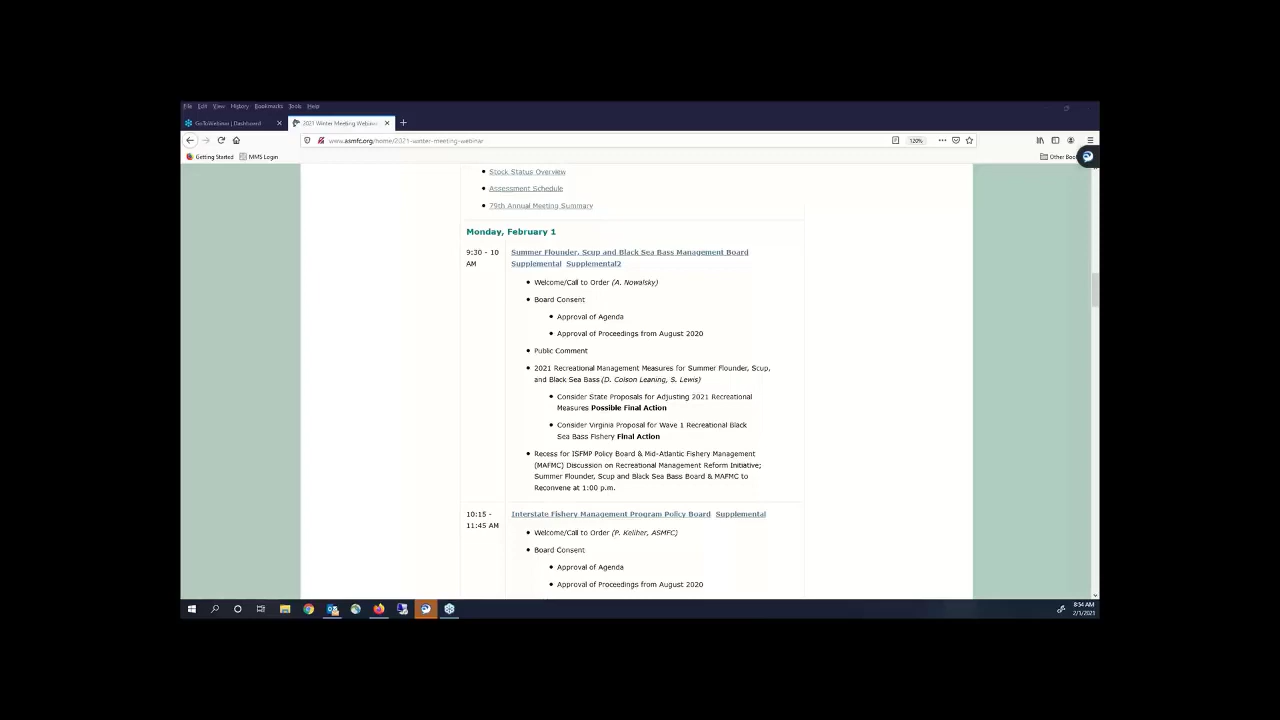 File Edit View History Bookmarks Tools Help
GoToWebinar | Dashboard
2021 Winter Meeting Webinar
www.asmfc.org/home/2021-winter-meeting-webinar
120%
Getting Started MMS Login
Other Boo
Stock Status Overview
Assessment Schedule
79th Annual Meeting Summary
Monday, February 1
9:30 - 10 Summer Flounder, Scup and Black Sea Bass Management Board
AM Supplemental Supplemental2
Welcome/Call to Order (A. Nowalsky)
Board Consent
Approval of Agenda
Approval of Proceedings from August 2020
Public Comment
2021 Recreational Management Measures for Summer Flounder, Scup,
and Black Sea Bass (D. Colson Leaning, S. Lewis)
Consider State Proposals for Adjusting 2021 Recreational
Measures Possible Final Action
Consider Virginia Proposal for Wave 1 Recreational Black
Sea Bass Fishery Final Action
Recess for ISFMP Policy Board & Mid-Atlantic Fishery Management
(MAFMC) Discussion on Recreational Management Reform Initiative;
Summer Flounder, Scup and Black Sea Bass Board & MAFMC to
Reconvene at 1:00 p.m.
10:15 - Interstate Fishery Management Program Policy Board Supplemental
11:45 AM
Welcome/Call to Order (P. Keliher, ASMFC)
Board Consent
Approval of Agenda
Approval of Proceedings from August 2020
8:54 AM
2/1/2021